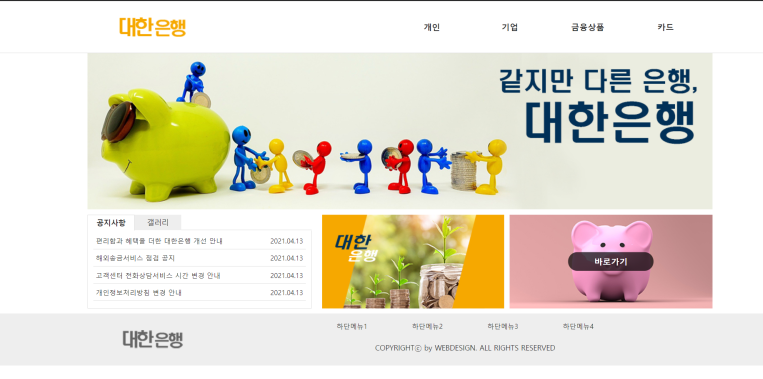 대한은행
개인 기업 금융상품 카드
같지만 다른 은행,
대한은행
공지사항 갤러리
편리함과 혜택을 더한 대한은행 개선 안내 2021.04.13
해외송금서비스 점검 공지 2021.04.13
고객센터 전화상담서비스 시간 변경 안내 2021.04.13
개인정보처리방침 변경 안내 2021.04.13
대한
은행
바로가기
대한은행
하단메뉴1 하단메뉴2 하단메뉴3 하단메뉴4
COPYRIGHTⓒ by WEBDESIGN. ALL RIGHTS RESERVED